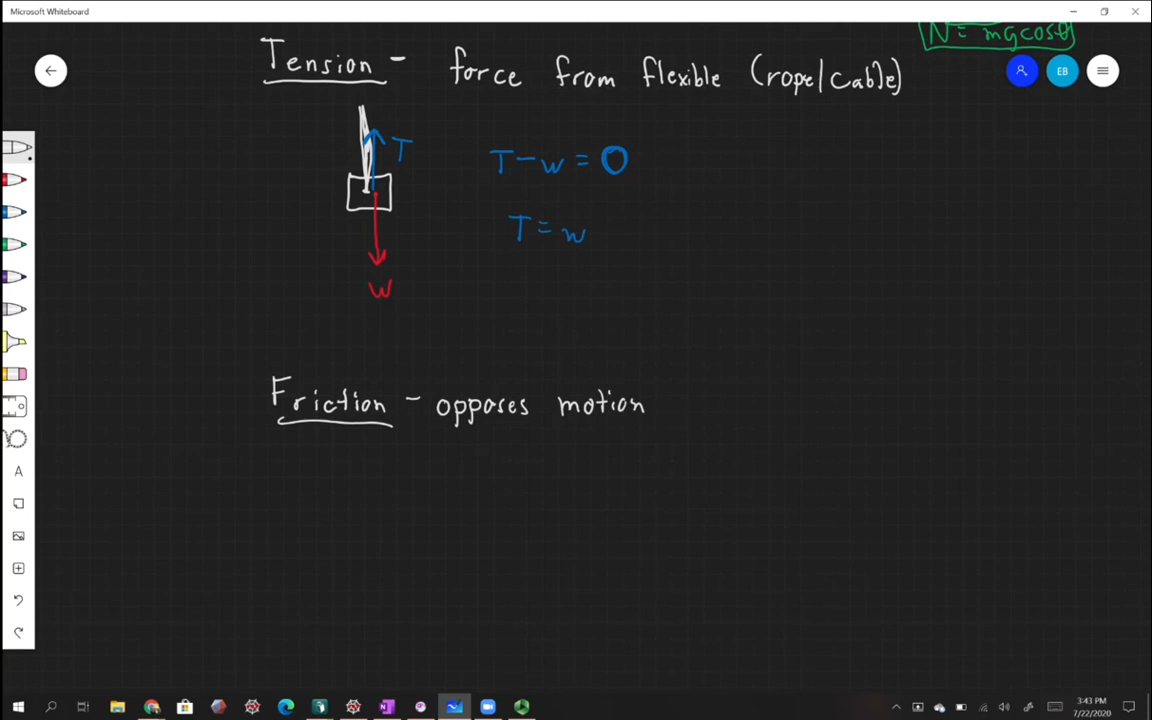 Microsoft Whiteboard
N = mgcosθ
Tension - force from flexible (rope/cable)
EB
T
T - w = 0
T = w
w
Friction - opposes motion
A
3:43 PM
7/22/2020